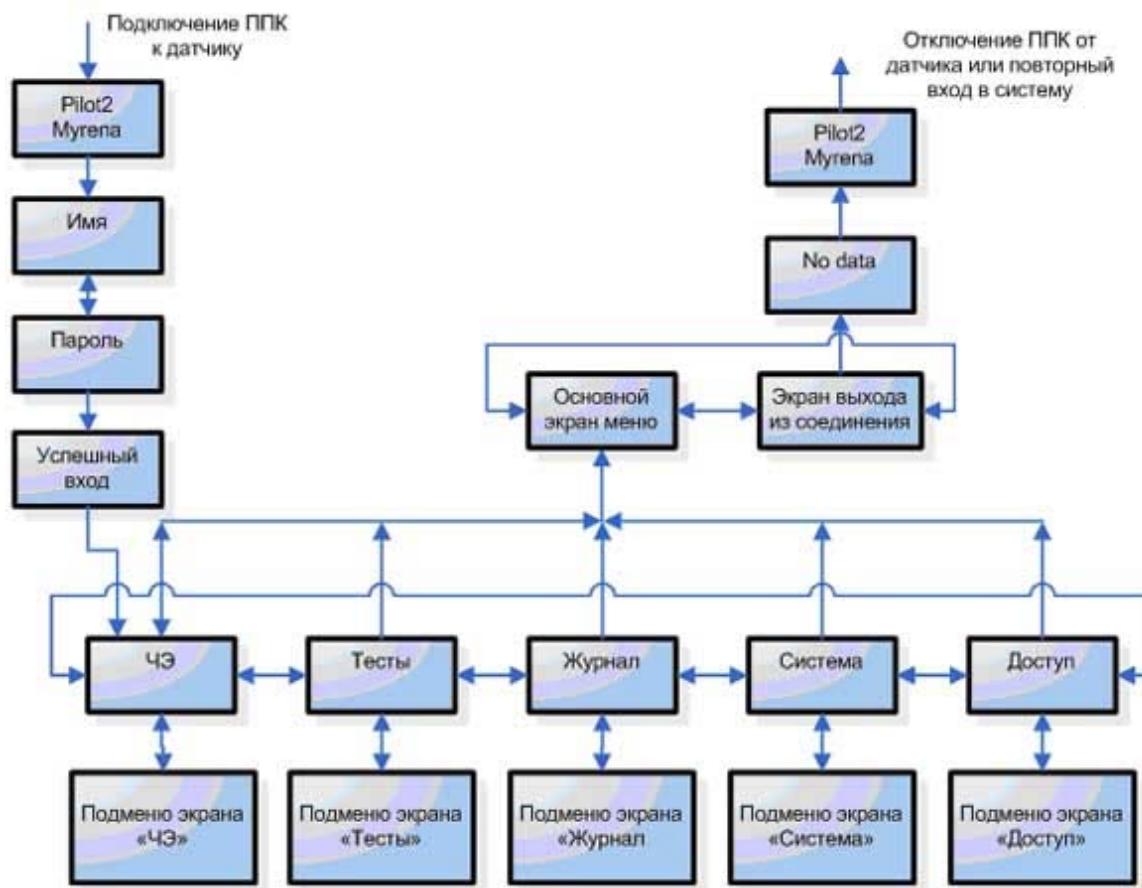 Подключение ППК
к датчику
Pilot2
Myrena
Имя
Пароль
Успешный
вход
Отключение ППК от
датчика или повторный
вход в систему
Pilot2
Myrena
No data
Основной
экран меню
Экран выхода
из соединения
ЧЭ
Тесты
Журнал
Система
Доступ
Подменю экрана
«ЧЭ»
Подменю экрана
«Тесты»
Подменю экрана
«Журнал
Подменю экрана
«Система»
Подменю экрана
«Доступ»